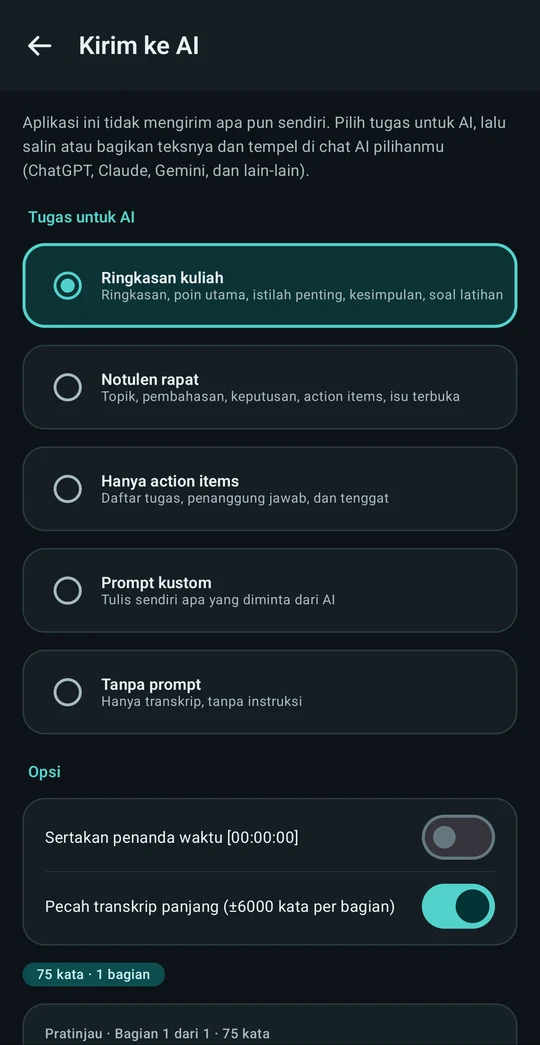 Kirim ke AI
Aplikasi ini tidak mengirim apa pun sendiri. Pilih tugas untuk AI, lalu
salin atau bagikan teksnya dan tempel di chat AI pilihanmu
(ChatGPT, Claude, Gemini, dan lain-lain).
Tugas untuk AI
Ringkasan kuliah
Ringkasan, poin utama, istilah penting, kesimpulan, soal latihan
Notulen rapat
Topik, pembahasan, keputusan, action items, isu terbuka
Hanya action items
Daftar tugas, penanggung jawab, dan tenggat
Prompt kustom
Tulis sendiri apa yang diminta dari AI
Tanpa prompt
Hanya transkrip, tanpa instruksi
Opsi
Sertakan penanda waktu [00:00:00]
Pecah transkrip panjang (±6000 kata per bagian)
75 kata · 1 bagian
Pratinjau · Bagian 1 dari 1 · 75 kata